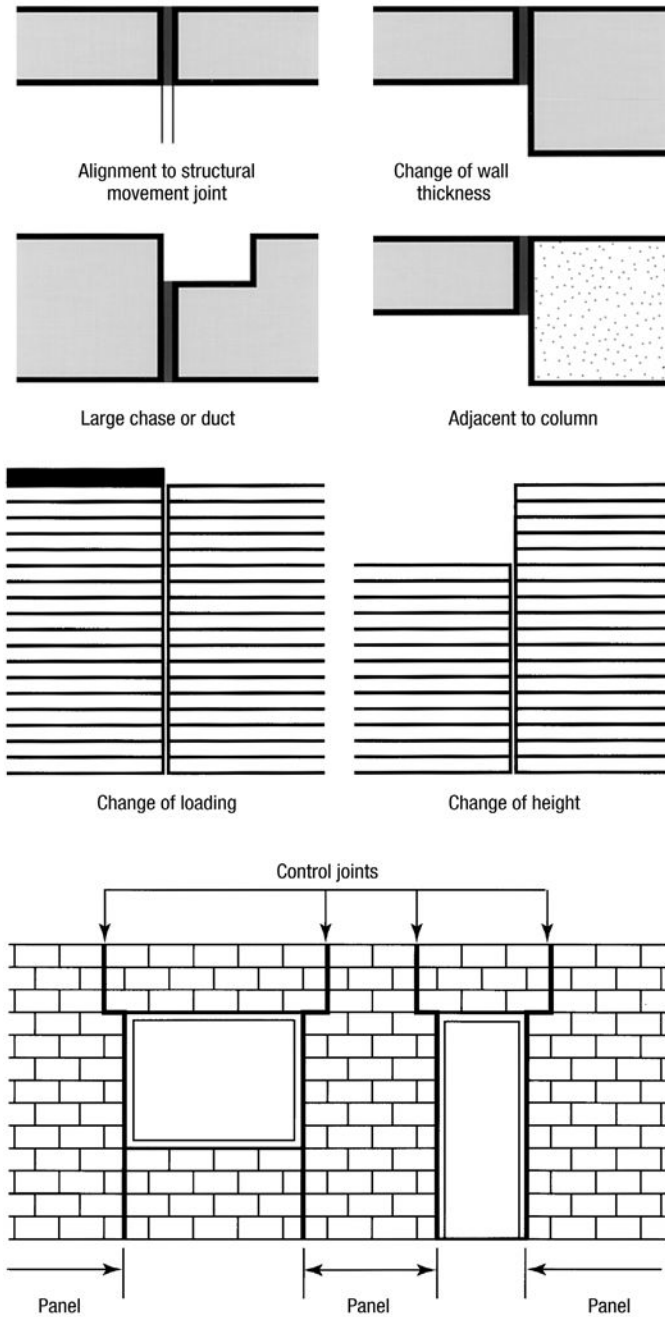 Alignment to structural
movement joint
Change of wall
thickness
Large chase or duct
Adjacent to column
Change of loading
Change of height
Control joints
Panel
Panel
Panel